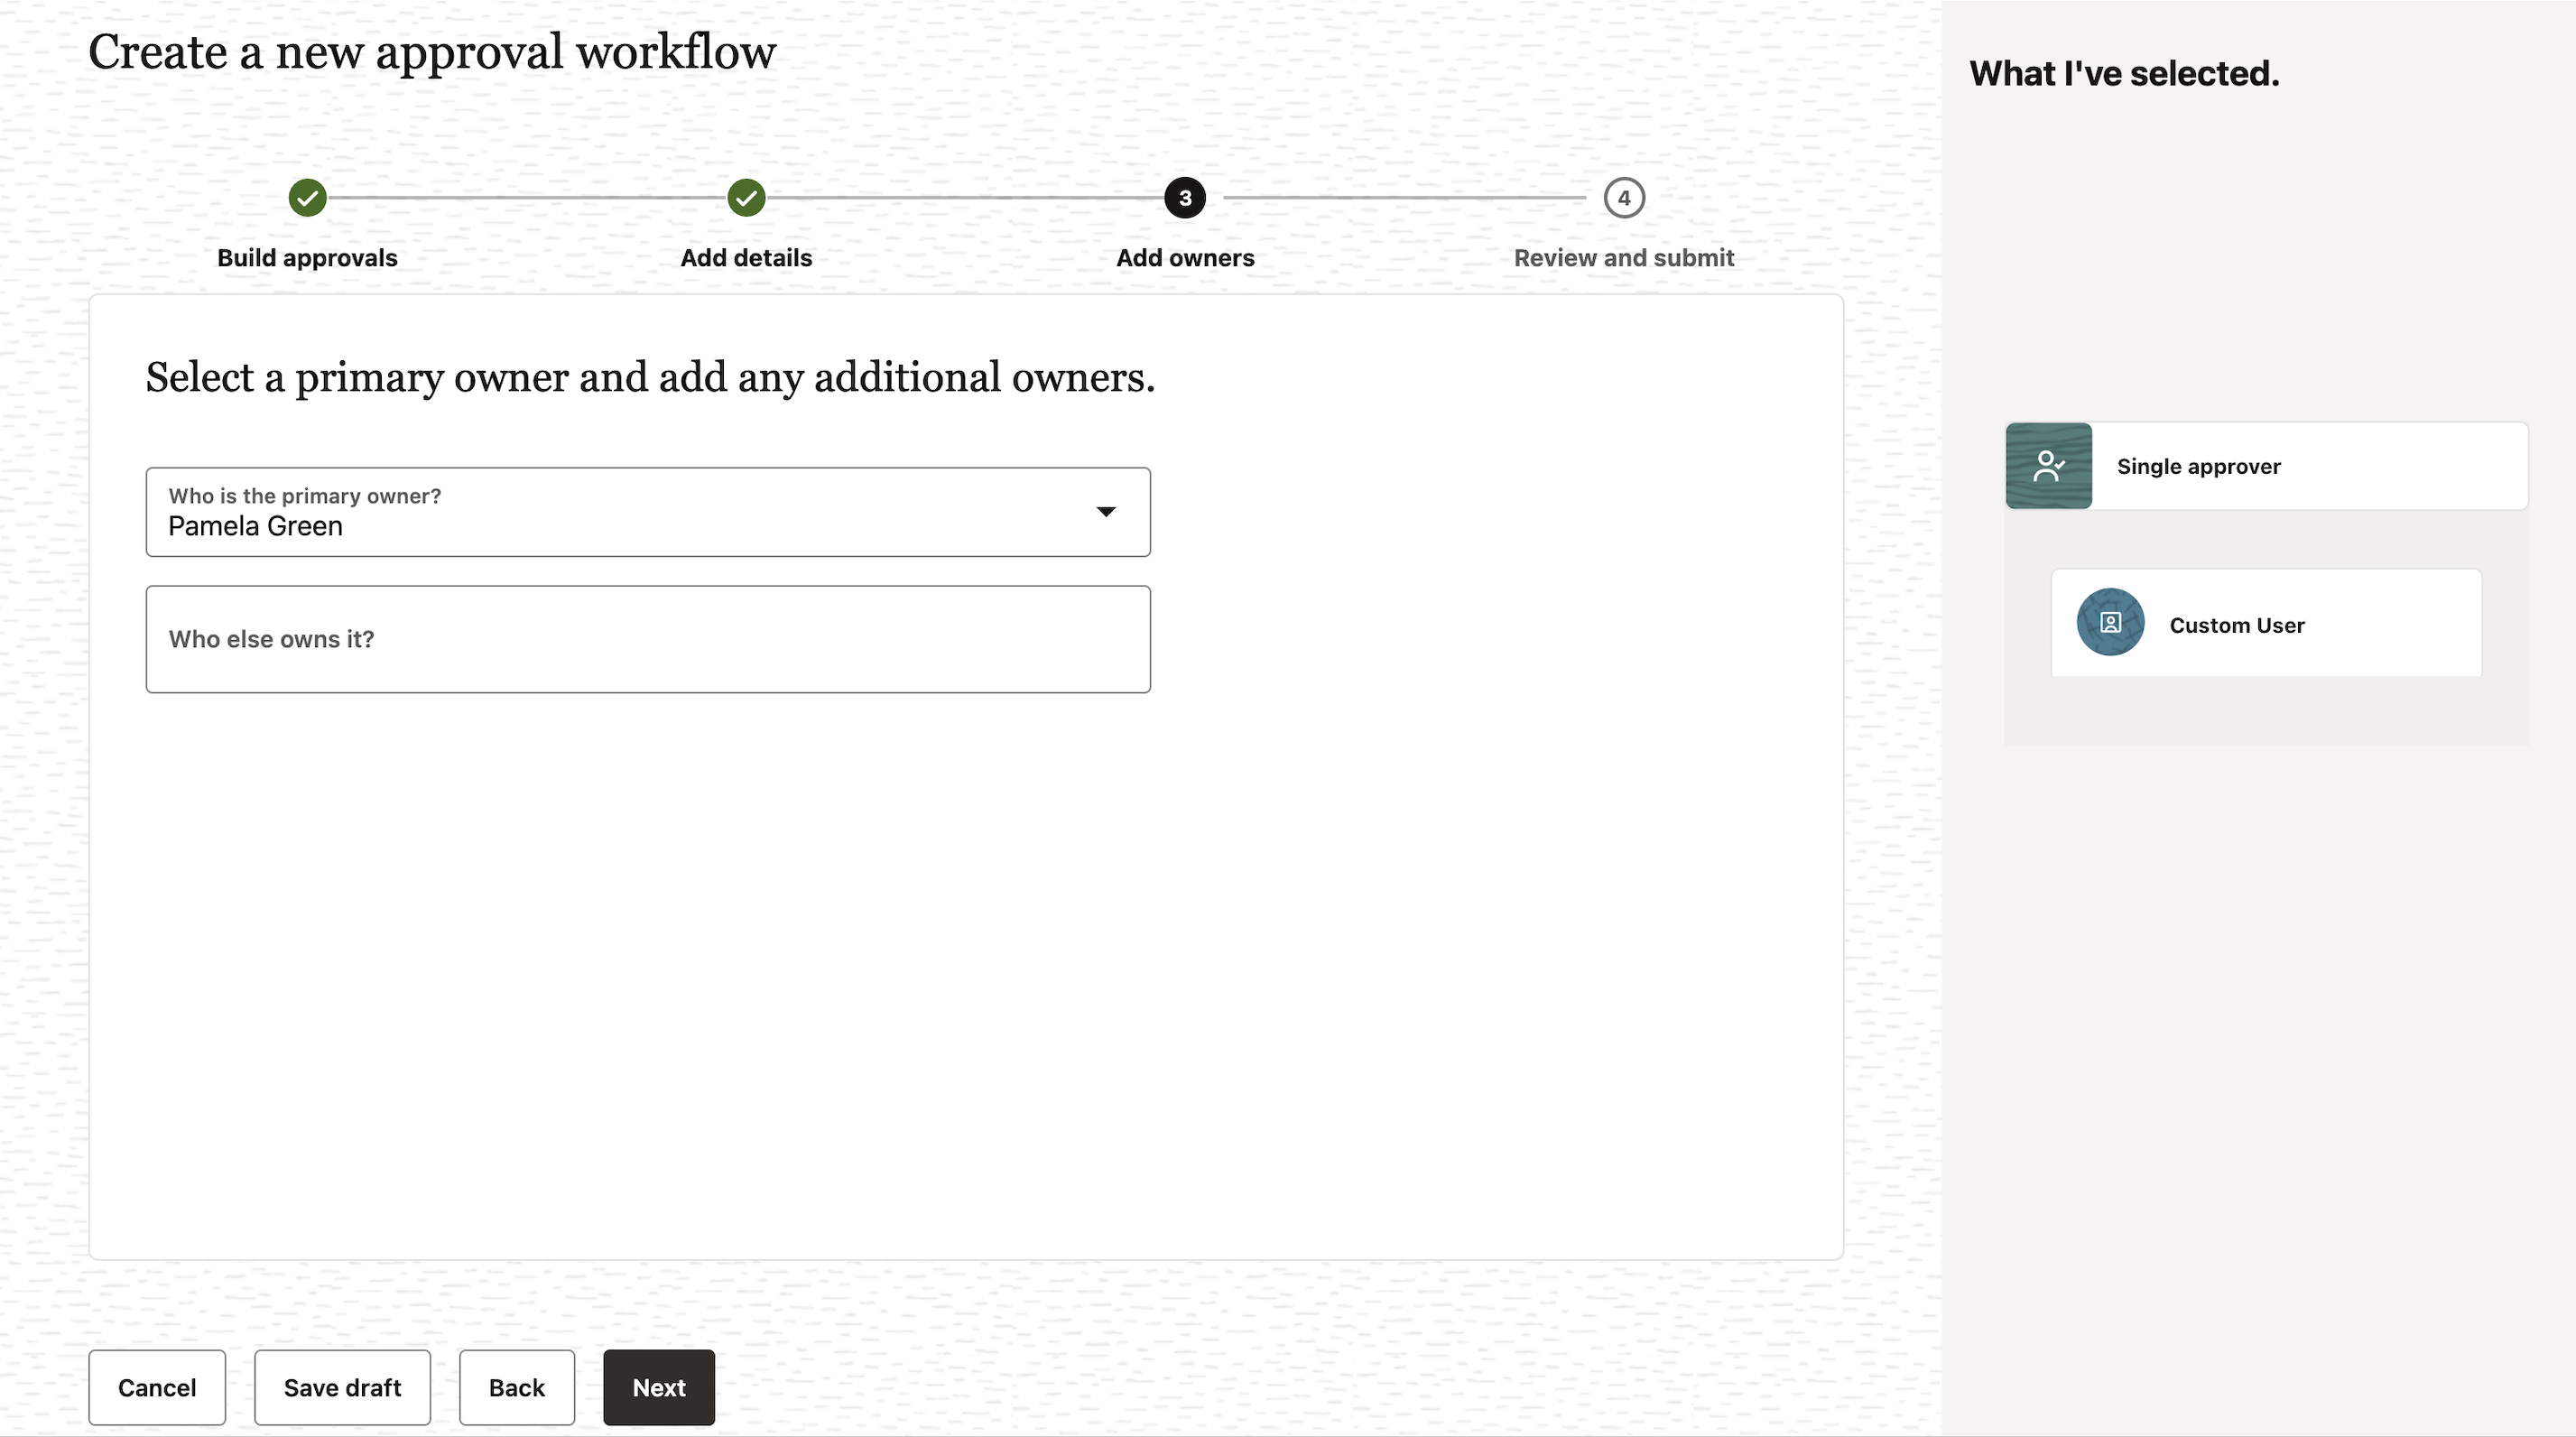 Create a new approval workflow
What I've selected.
3
4
Build approvals
Add details
Add owners
Review and submit
Select a primary owner and add any additional owners.
Who is the primary owner?
Pamela Green
Who else owns it?
Single approver
Custom User
Cancel
Save draft
Back
Next